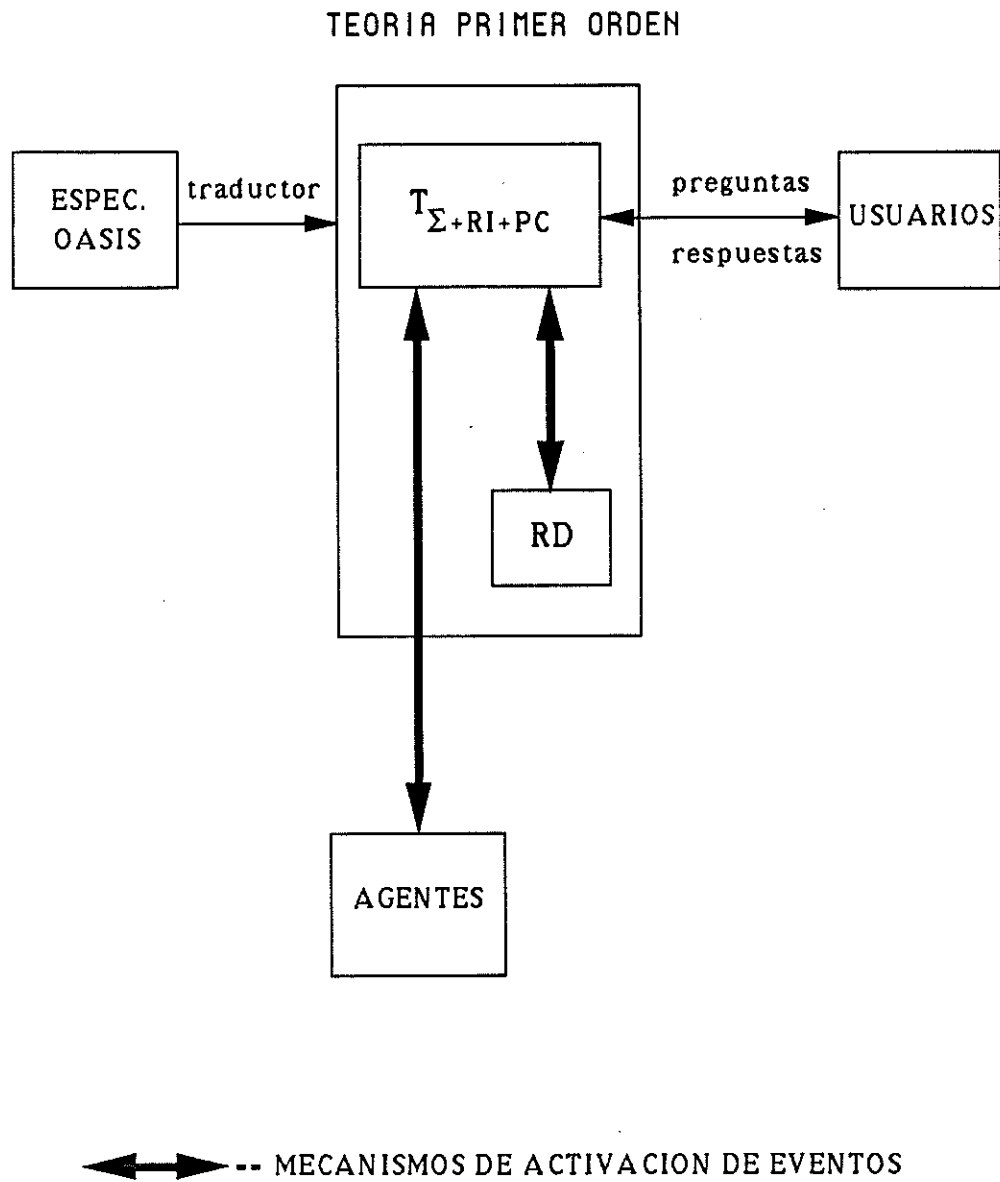 TEORIA PRIMER ORDEN
ESPEC.
OASIS
traductor
T Σ+RI+PC
preguntas
respuestas
USUARIOS
RD
AGENTES
-- MECANISMOS DE ACTIVACION DE EVENTOS